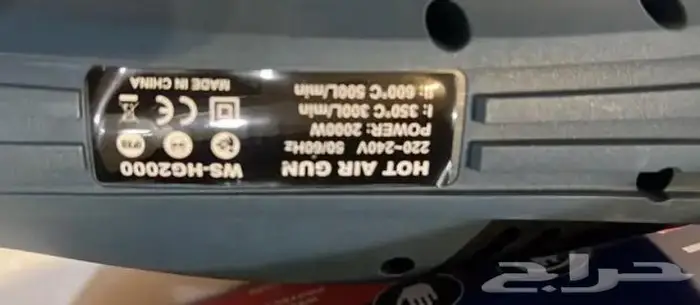 HOT AIR GUN WS-HG2000
220~240V 50/60Hz
POWER: 2000W
I: 350°C 300L/min
II: 600°C 500L/min
MADE IN CHINA
حراج